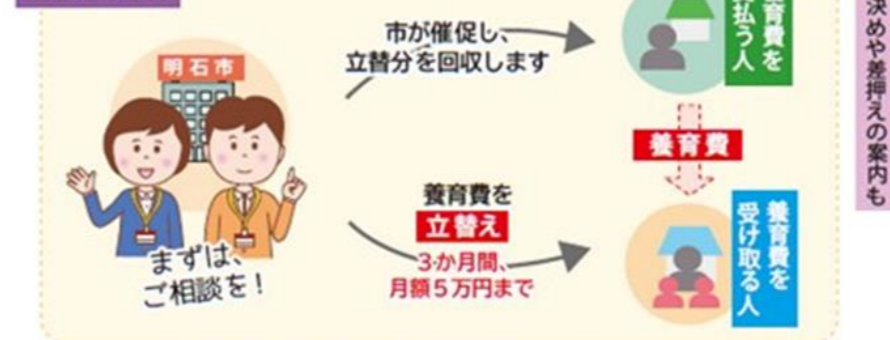 市が催促し、
立替分を回収します
明石市
育費を
払う人
養育費
養育費を
立替え
3か月間、
月額5万円まで
養育費を
受け取る人
まずは、
ご相談を!
決めや差押えの案内も